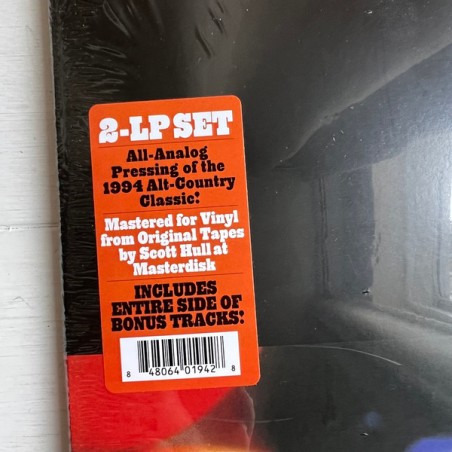 2-LP SET
All-Analog
Pressing of the
1994 Alt-Country
Classic!
Mastered for Vinyl
from Original Tapes
by Scott Hull at
Masterdisk
INCLUDES
ENTIRE SIDE OF
BONUS TRACKS!
8 48064 01942 8